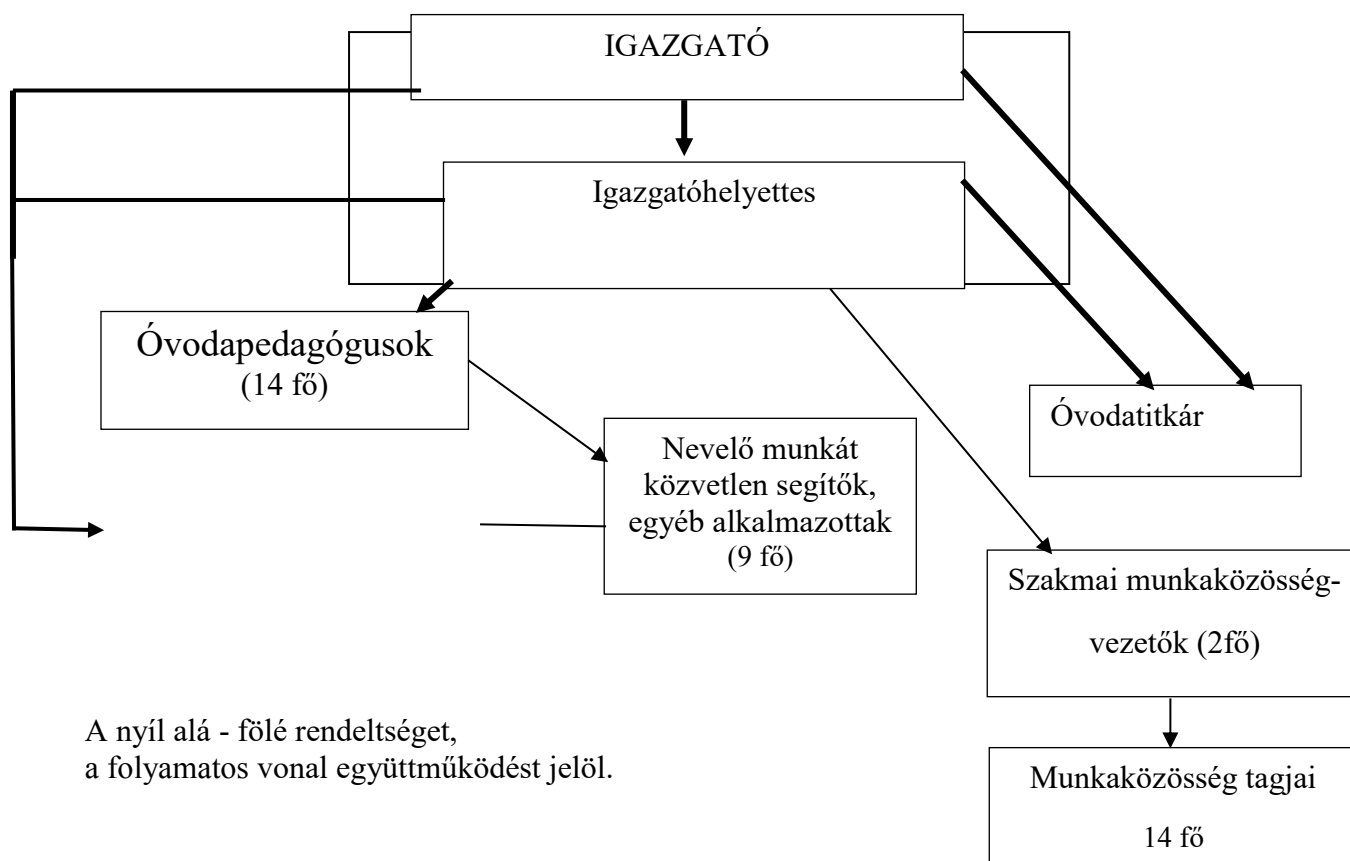 IGAZGATÓ
Igazgatóhelyettes
Óvodapedagógusok
(14 fő)
Óvodatitkár
Nevelő munkát
közvetlen segítők,
egyéb alkalmazottak
(9 fő)
Szakmai munkaközösség-
vezetők (2fő)
A nyíl alá - fölé rendeltséget,
a folyamatos vonal együttműködést jelöl.
Munkaközösség tagjai
14 fő